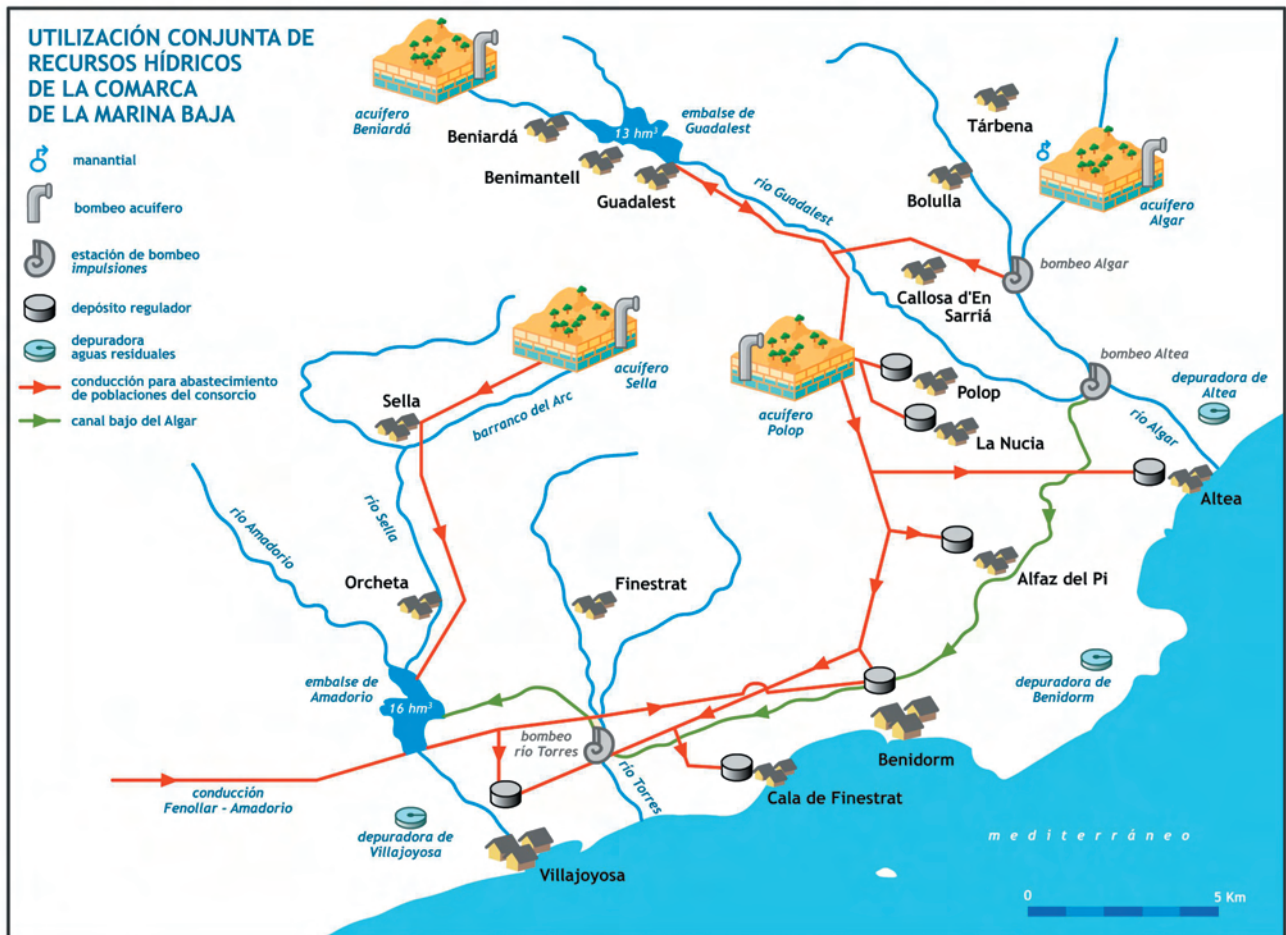 UTILIZACIÓN CONJUNTA DE
RECURSOS HÍDRICOS
DE LA COMARCA
DE LA MARINA BAJA
manantial
bombeo acuífero
estación de bombeo
impulsiones
depósito regulador
depuradora
aguas residuales
conducción para abastecimiento
de poblaciones del consorcio
canal bajo del Algar
acuífero
Beniardá
Beniardá
13 hm³
embalse de
Guadalest
Benimantell
Guadalest
río Guadalest
Tárbena
Bolulla
acuífero
Algar
bombeo Algar
Callosa d'En
Sarriá
acuífero
Sella
Sella
barranco del Arc
acuífero
Polop
Polop
La Nucia
bombeo Altea
depuradora de
Altea
río Algar
Altea
río Amadorio
río Sella
Orcheta
Finestrat
Alfaz del Pi
embalse de
Amadorio
16 hm³
depuradora de
Benidorm
bombeo
río Torres
Benidorm
río Torres
Cala de Finestrat
conducción
Fenollar - Amadorio
depuradora de
Villajoyosa
Villajoyosa
mediterráneo
0 5 Km